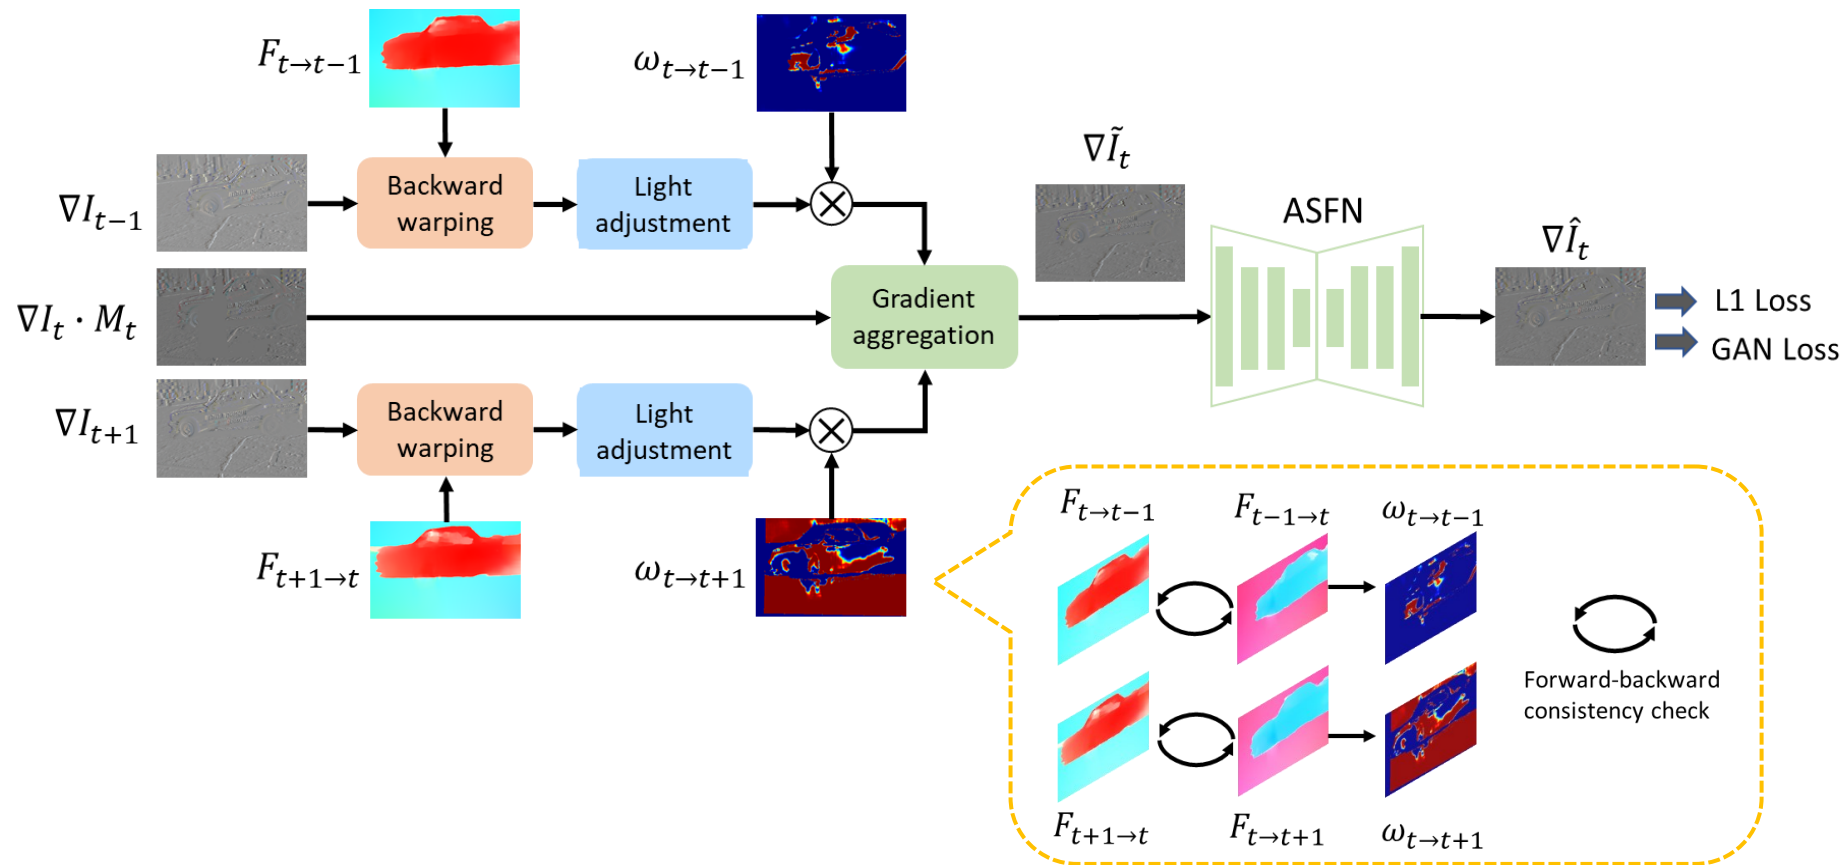 F_{t→t−1}
ω_{t→t−1}
∇I_{t−1}
Backward
warping
Light
adjustment
∇Ĩ_t
ASFN
∇Î_t
∇I_t · M_t
Gradient
aggregation
L1 Loss
GAN Loss
∇I_{t+1}
Backward
warping
Light
adjustment
F_{t+1→t}
ω_{t→t+1}
F_{t→t−1}
F_{t−1→t}
ω_{t→t−1}
Forward-backward
consistency check
F_{t+1→t}
F_{t→t+1}
ω_{t→t+1}